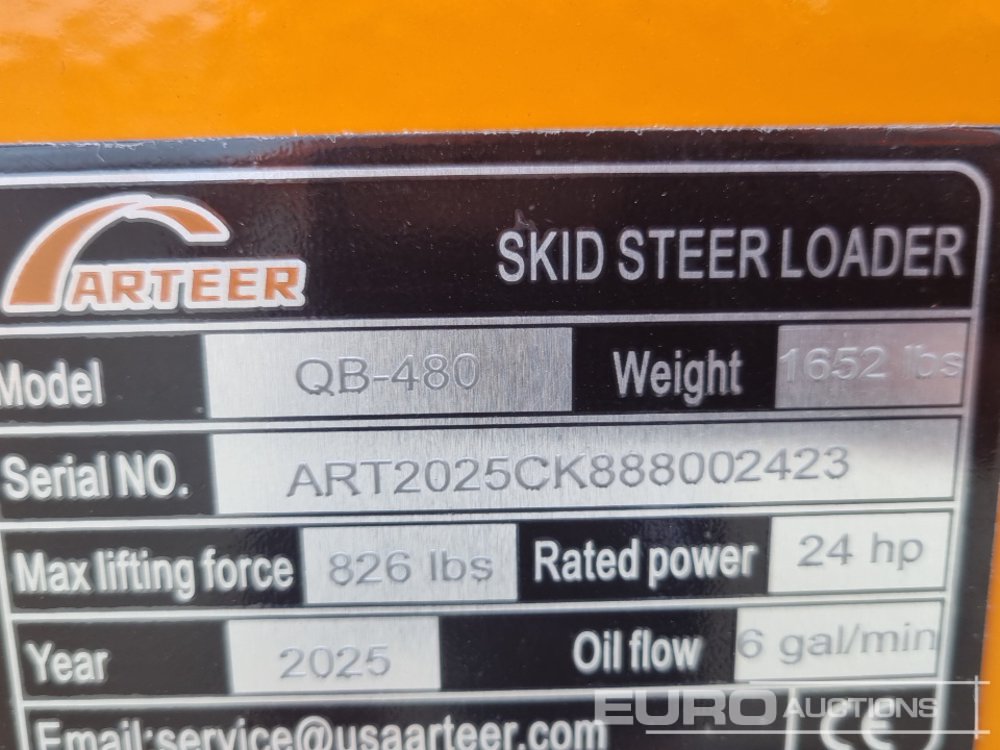 ARTEER SKID STEER LOADER
Model QB-480 Weight 1652 lbs
Serial NO. ART2025CK888002423
Max lifting force 826 lbs Rated power 24 hp
Year 2025 Oil flow 6 gal/min
Email:service@usaarteer.com CE
EURO AUCTIONS